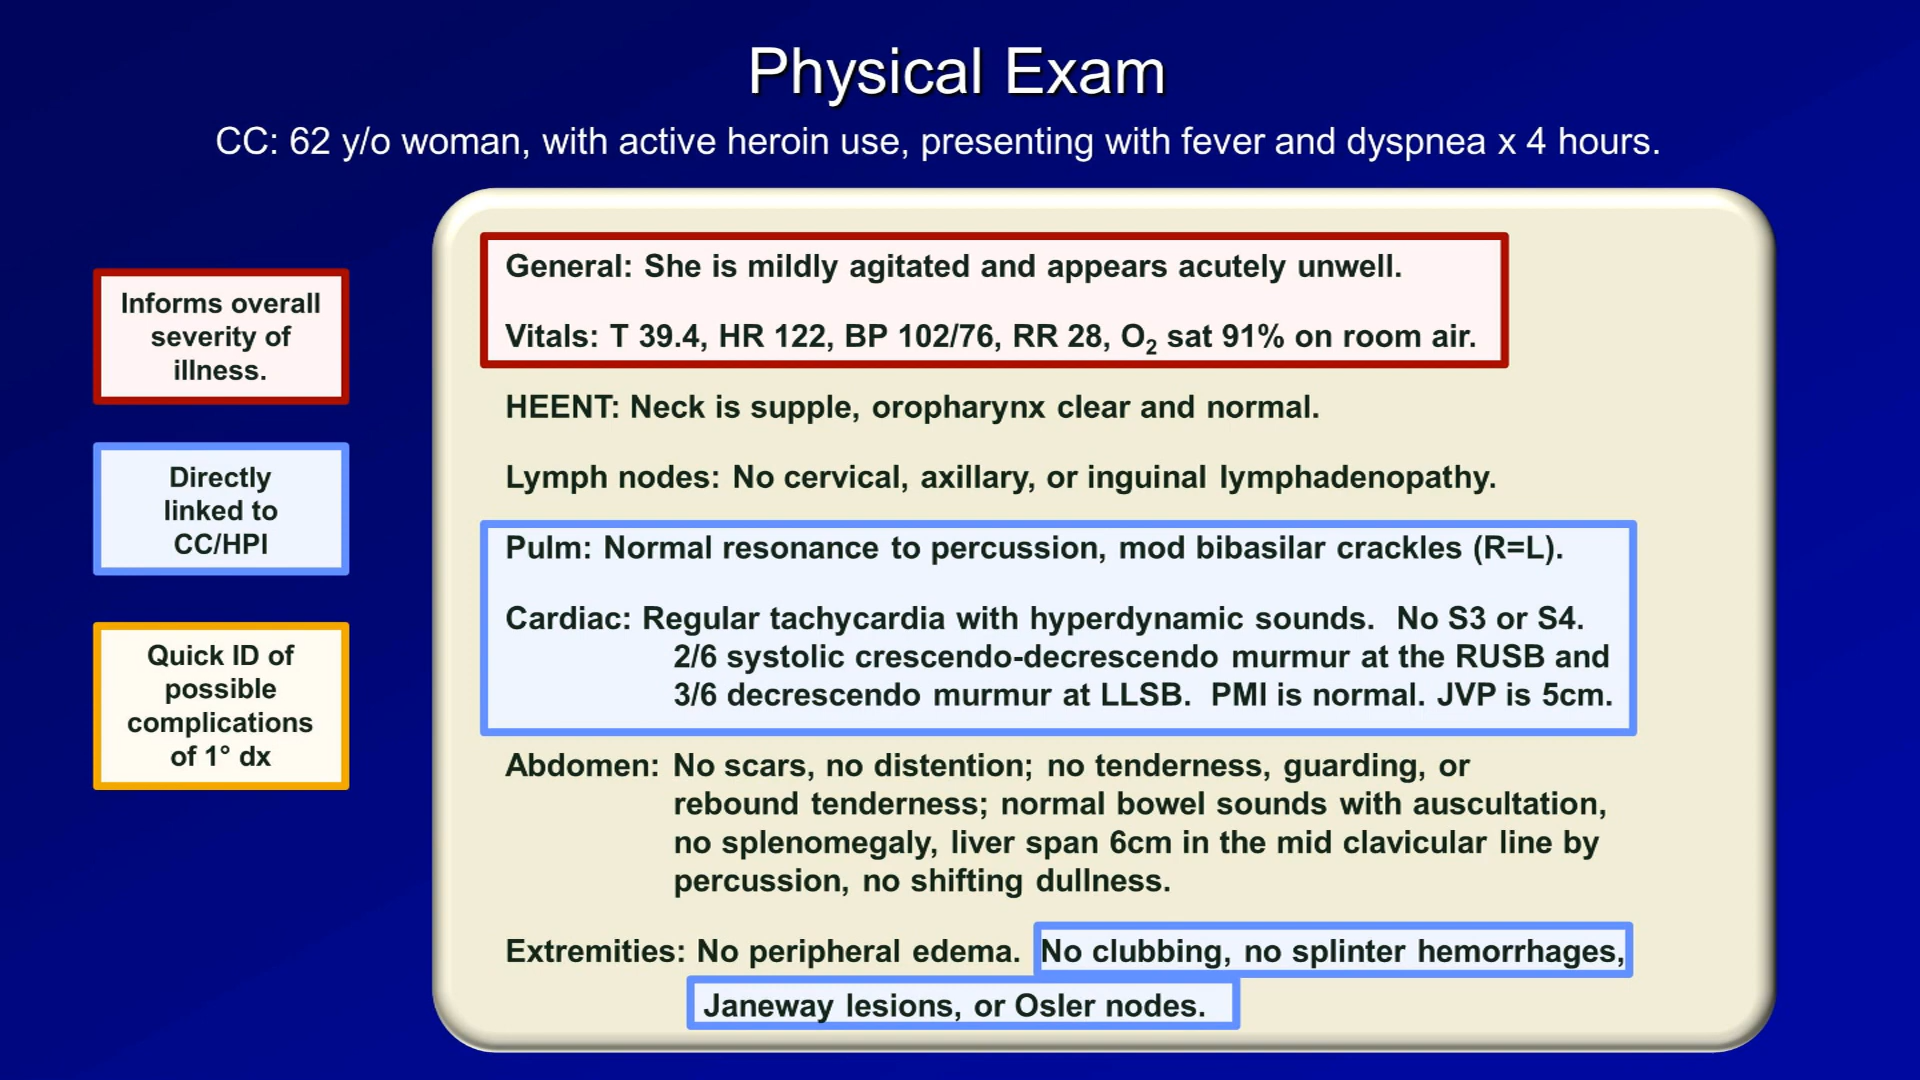 Physical Exam
CC: 62 y/o woman, with active heroin use, presenting with fever and dyspnea x 4 hours.
Informs overall
severity of
illness.
Directly
linked to
CC/HPI
Quick ID of
possible
complications
of 1° dx
General: She is mildly agitated and appears acutely unwell.
Vitals: T 39.4, HR 122, BP 102/76, RR 28, O₂ sat 91% on room air.
HEENT: Neck is supple, oropharynx clear and normal.
Lymph nodes: No cervical, axillary, or inguinal lymphadenopathy.
Pulm: Normal resonance to percussion, mod bibasilar crackles (R=L).
Cardiac: Regular tachycardia with hyperdynamic sounds. No S3 or S4.
2/6 systolic crescendo-decrescendo murmur at the RUSB and
3/6 decrescendo murmur at LLSB. PMI is normal. JVP is 5cm.
Abdomen: No scars, no distention; no tenderness, guarding, or
rebound tenderness; normal bowel sounds with auscultation,
no splenomegaly, liver span 6cm in the mid clavicular line by
percussion, no shifting dullness.
Extremities: No peripheral edema. No clubbing, no splinter hemorrhages,
Janeway lesions, or Osler nodes.